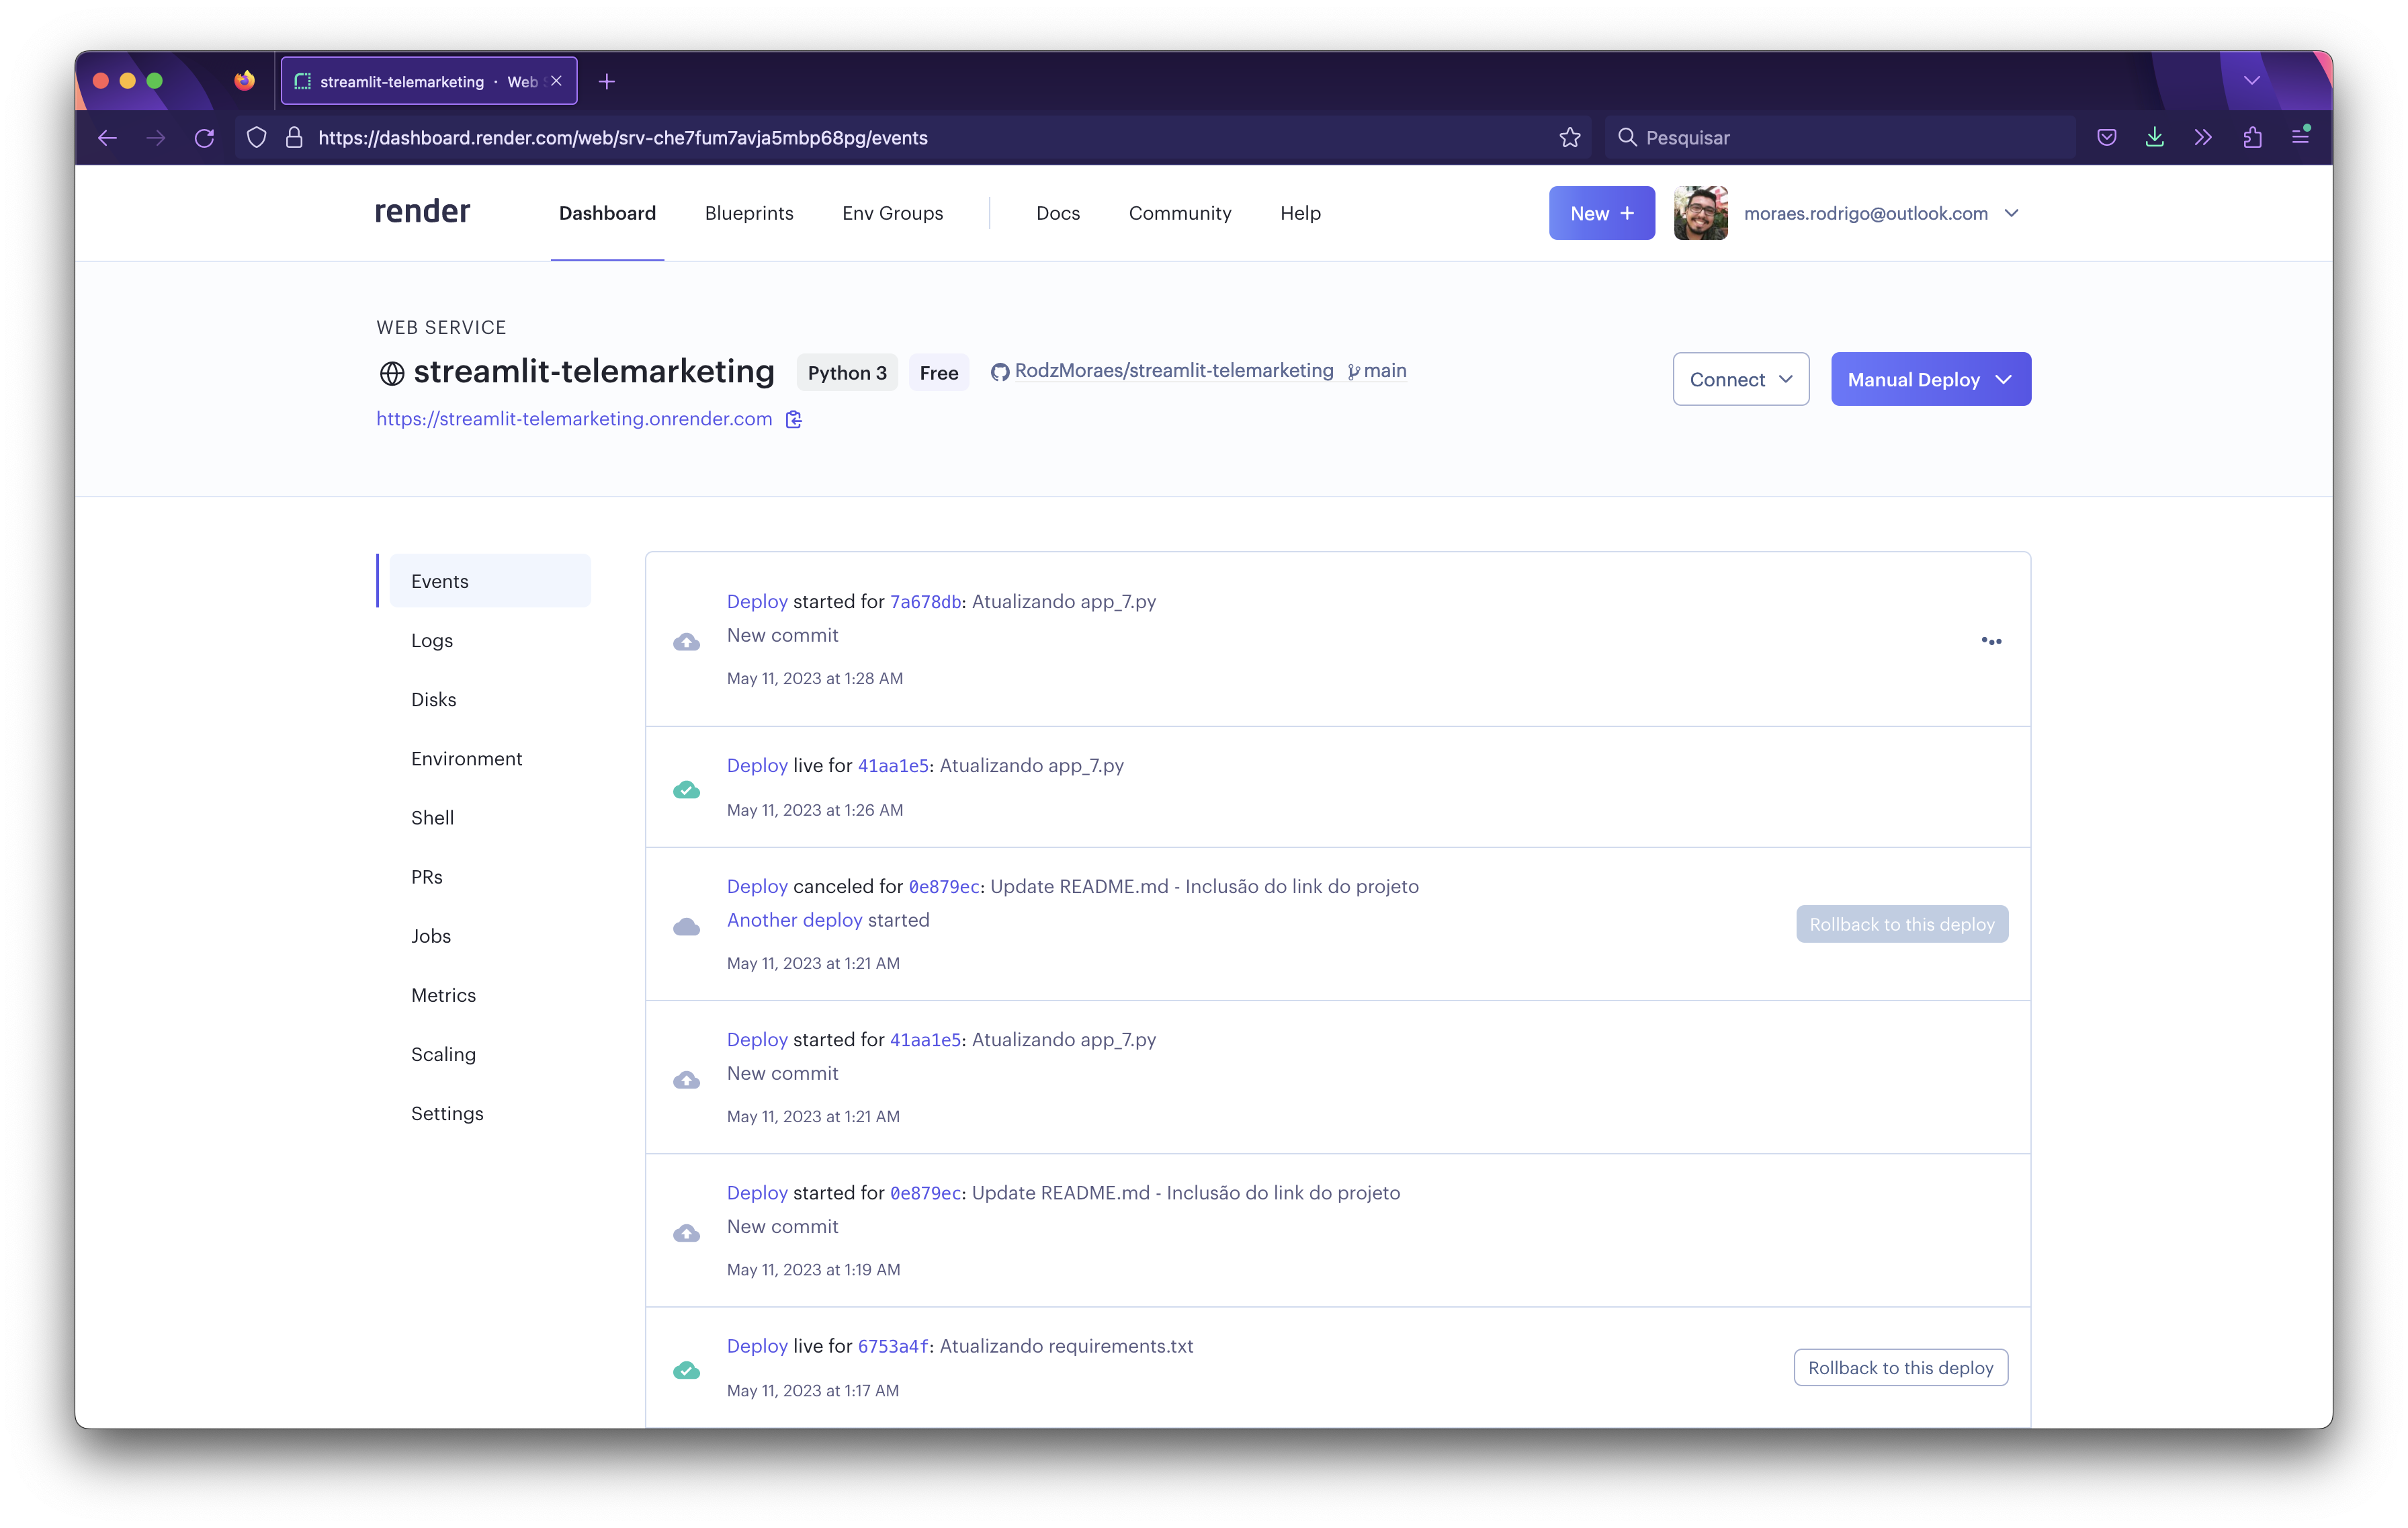 streamlit-telemarketing · Web
https://dashboard.render.com/web/srv-che7fum7avja5mbp68pg/events
Pesquisar
render
Dashboard
Blueprints
Env Groups
Docs
Community
Help
New +
moraes.rodrigo@outlook.com
WEB SERVICE
streamlit-telemarketing
Python 3
Free
RodzMoraes/streamlit-telemarketing
main
https://streamlit-telemarketing.onrender.com
Connect
Manual Deploy
Events
Logs
Disks
Environment
Shell
PRs
Jobs
Metrics
Scaling
Settings
Deploy started for 7a678db: Atualizando app_7.py
New commit
May 11, 2023 at 1:28 AM
Deploy live for 41aa1e5: Atualizando app_7.py
May 11, 2023 at 1:26 AM
Deploy canceled for 0e879ec: Update README.md - Inclusão do link do projeto
Another deploy started
May 11, 2023 at 1:21 AM
Rollback to this deploy
Deploy started for 41aa1e5: Atualizando app_7.py
New commit
May 11, 2023 at 1:21 AM
Deploy started for 0e879ec: Update README.md - Inclusão do link do projeto
New commit
May 11, 2023 at 1:19 AM
Deploy live for 6753a4f: Atualizando requirements.txt
May 11, 2023 at 1:17 AM
Rollback to this deploy